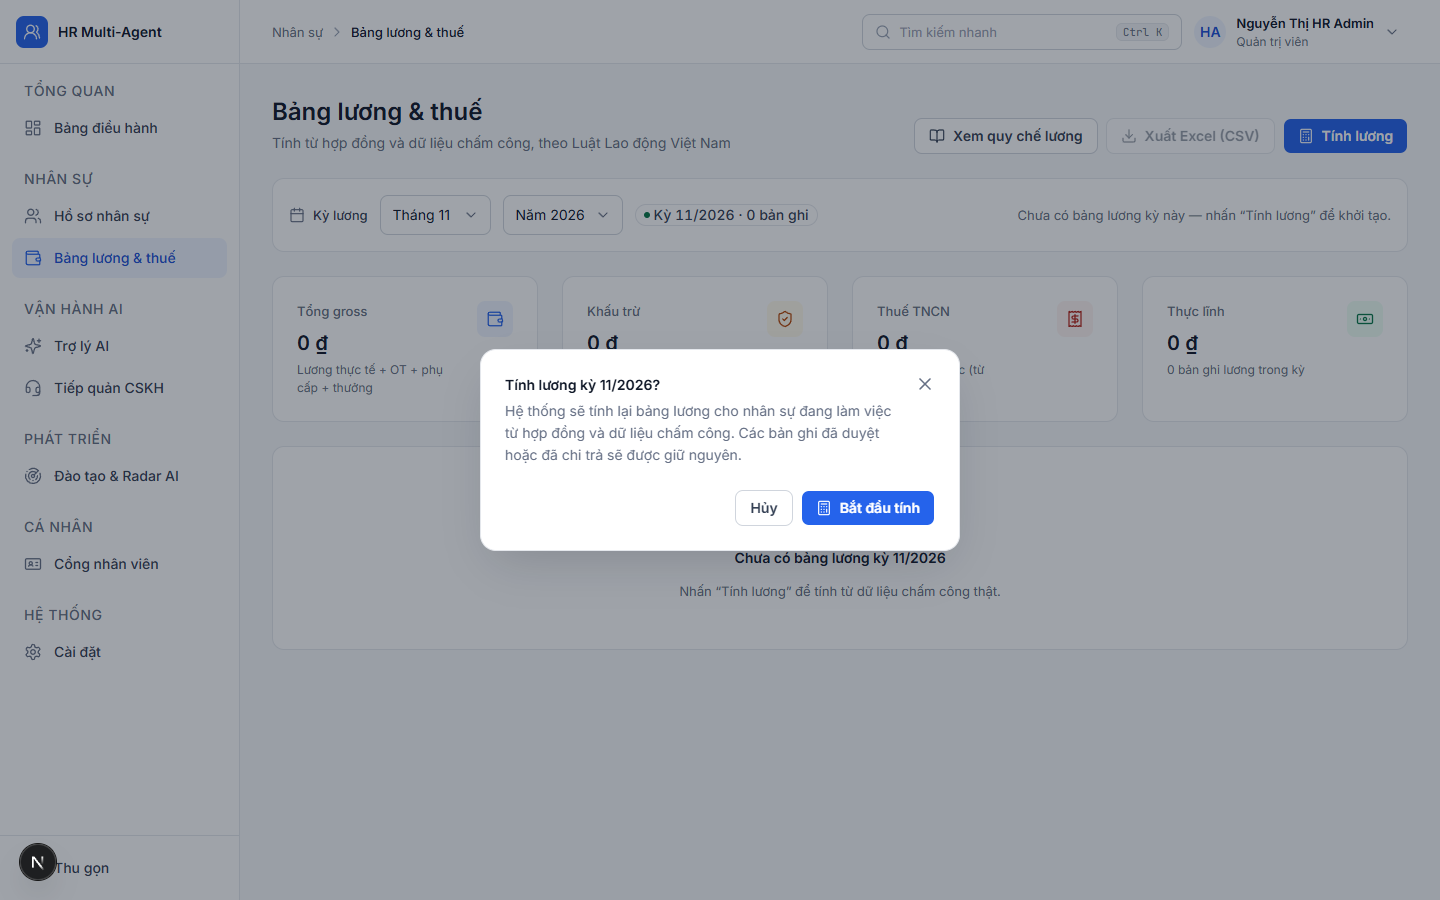 HR Multi-Agent
Nhân sự
Bảng lương & thuế
Tìm kiếm nhanh
Ctrl K
HA
Nguyễn Thị HR Admin
Quản trị viên
TỔNG QUAN
Bảng điều hành
NHÂN SỰ
Hồ sơ nhân sự
Bảng lương & thuế
VẬN HÀNH AI
Trợ lý AI
Tiếp quản CSKH
PHÁT TRIỂN
Đào tạo & Radar AI
CÁ NHÂN
Cổng nhân viên
HỆ THỐNG
Cài đặt
N
Thu gọn
Bảng lương & thuế
Tính từ hợp đồng và dữ liệu chấm công, theo Luật Lao động Việt Nam
Xem quy chế lương
Xuất Excel (CSV)
Tính lương
Kỳ lương
Tháng 11
Năm 2026
Kỳ 11/2026 · 0 bản ghi
Chưa có bảng lương kỳ này — nhấn “Tính lương” để khởi tạo.
Tổng gross
0 ₫
Lương thực tế + OT + phụ
cấp + thưởng
Khấu trừ
0 ₫
Thuế TNCN
0 ₫
(từ
Thực lĩnh
0 ₫
0 bản ghi lương trong kỳ
Tính lương kỳ 11/2026?
Hệ thống sẽ tính lại bảng lương cho nhân sự đang làm việc
từ hợp đồng và dữ liệu chấm công. Các bản ghi đã duyệt
hoặc đã chi trả sẽ được giữ nguyên.
Hủy
Bắt đầu tính
Chưa có bảng lương kỳ 11/2026
Nhấn “Tính lương” để tính từ dữ liệu chấm công thật.